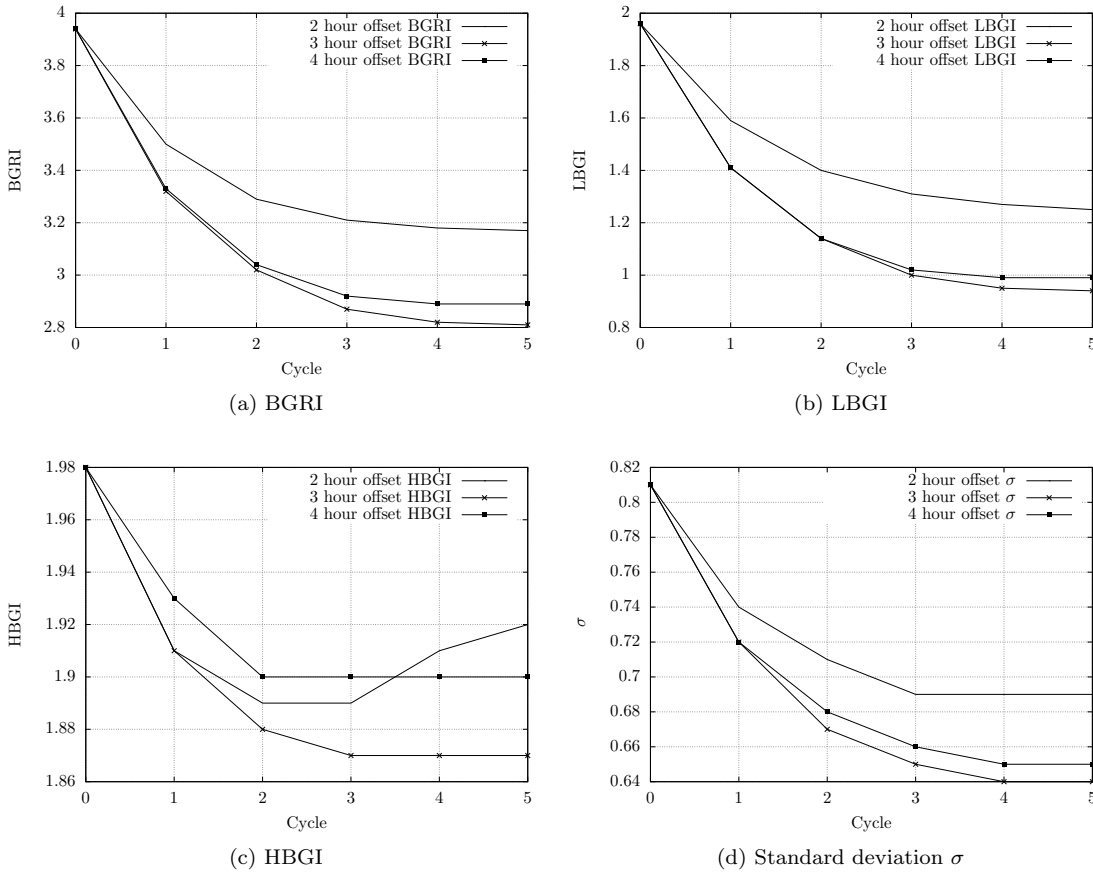 4
3.8
3.6
3.4
3.2
3
2.8
BGRI
2 hour offset BGRI
3 hour offset BGRI
4 hour offset BGRI
0 1 2 3 4 5
Cycle
(a) BGRI
2
1.8
1.6
1.4
1.2
1
0.8
LBGI
2 hour offset LBGI
3 hour offset LBGI
4 hour offset LBGI
0 1 2 3 4 5
Cycle
(b) LBGI
1.98
1.96
1.94
1.92
1.9
1.88
1.86
HBGI
2 hour offset HBGI
3 hour offset HBGI
4 hour offset HBGI
0 1 2 3 4 5
Cycle
(c) HBGI
0.82
0.8
0.78
0.76
0.74
0.72
0.7
0.68
0.66
0.64
σ
2 hour offset σ
3 hour offset σ
4 hour offset σ
0 1 2 3 4 5
Cycle
(d) Standard deviation σ